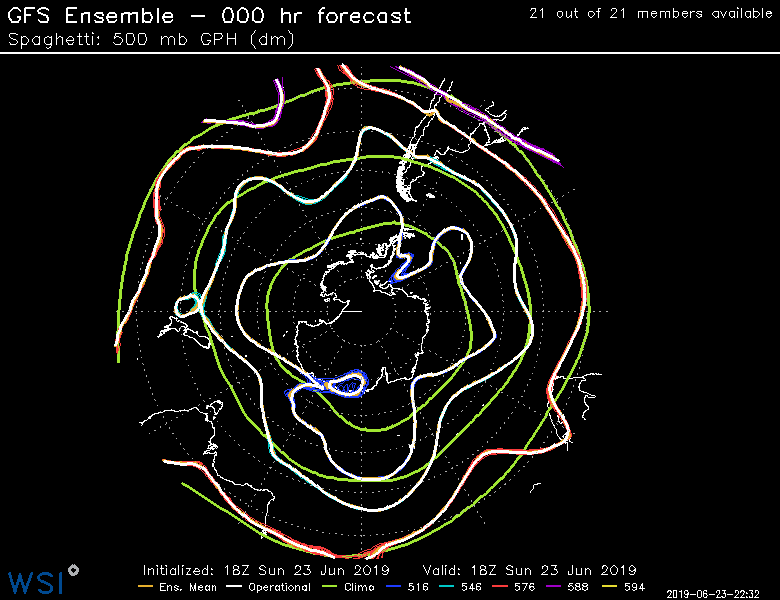 GFS Ensemble – 000 hr forecast
21 out of 21 members available
Spaghetti: 500 mb GPH (dm)
Initialized: 18Z Sun 23 Jun 2019 Valid: 18Z Sun 23 Jun 2019
WSI
Ens. Mean Operational Climo 516 546 576 588 594
2019-06-23-22:32